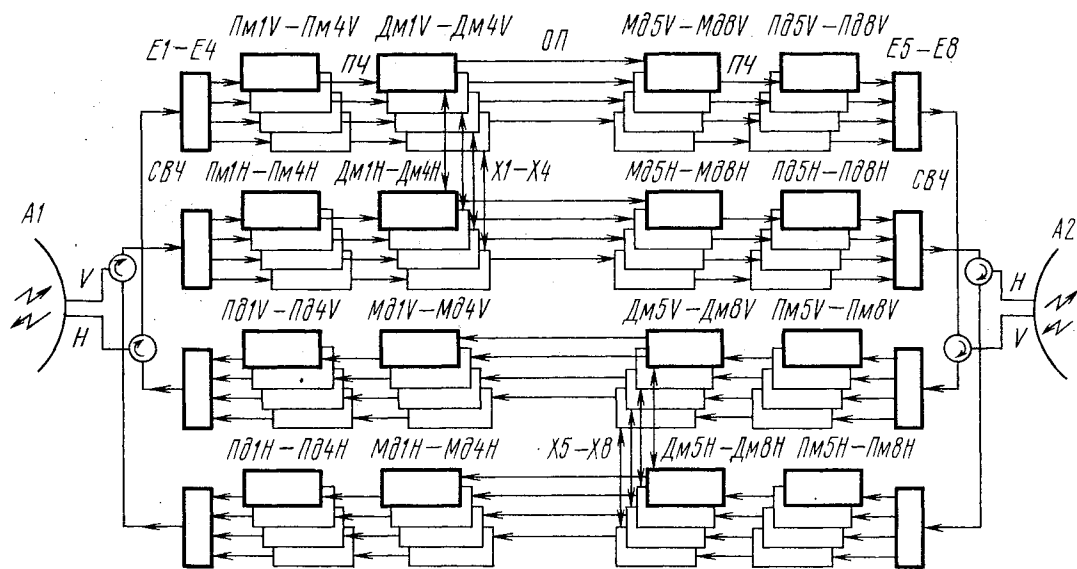 Пм1V–Пм4V Дм1V–Дм4V ОП Мд5V–Мд8V Пд5V–Пд8V
Е1–Е4 ПЧ ПЧ Е5–Е8
СВЧ Пм1Н–Пм4Н Дм1Н–Дм4Н Х1–Х4 Мд5Н–Мд8Н Пд5Н–Пд8Н СВЧ
А1 А2
V Н
Н V
Пд1V–Пд4V Мд1V–Мд4V Дм5V–Дм8V Пм5V–Пм8V
Пд1Н–Пд4Н Мд1Н–Мд4Н Х5–Х8 Дм5Н–Дм8Н Пм5Н–Пм8Н